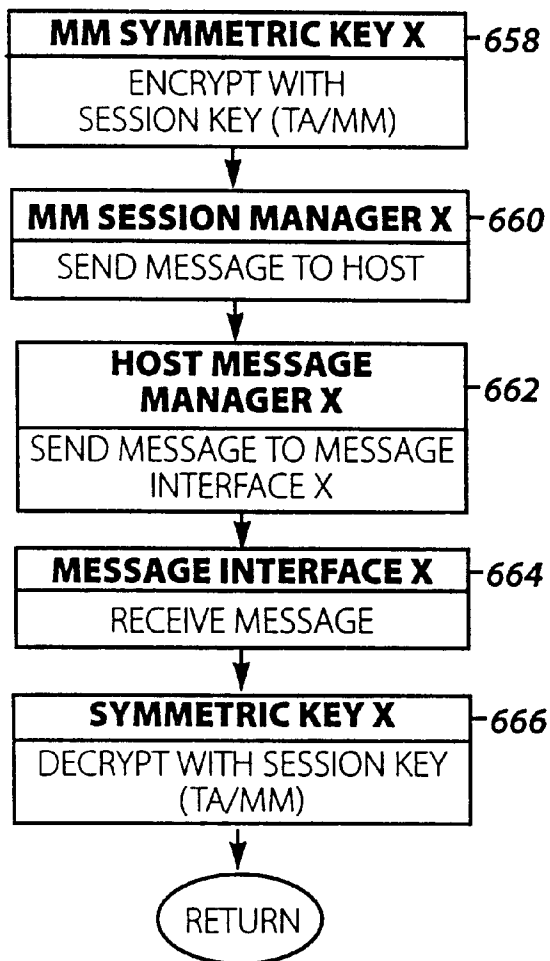 MM SYMMETRIC KEY X
658
ENCRYPT WITH
SESSION KEY (TA/MM)
MM SESSION MANAGER X
660
SEND MESSAGE TO HOST
HOST MESSAGE
MANAGER X
662
SEND MESSAGE TO MESSAGE
INTERFACE X
MESSAGE INTERFACE X
664
RECEIVE MESSAGE
SYMMETRIC KEY X
666
DECRYPT WITH SESSION KEY
(TA/MM)
RETURN